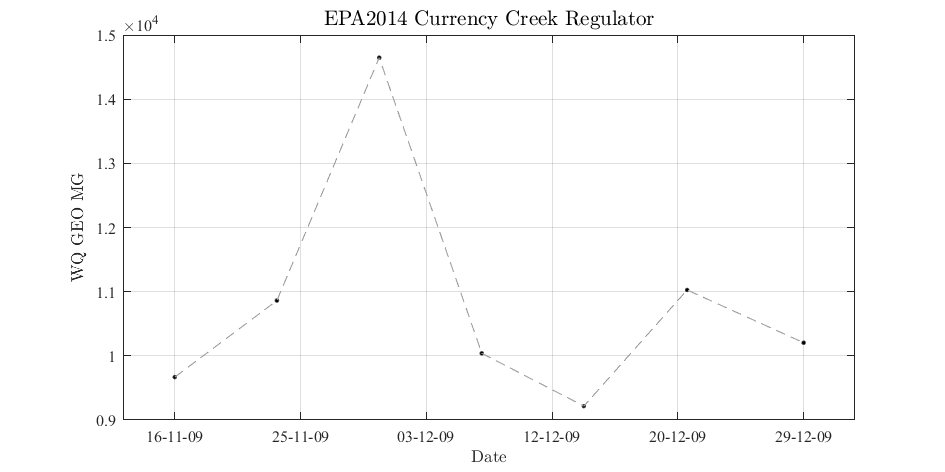 EPA2014 Currency Creek Regulator
×10⁴
1.5
1.4
1.3
1.2
1.1
1
0.9
WQ GEO MG
16-11-09 25-11-09 03-12-09 12-12-09 20-12-09 29-12-09
Date